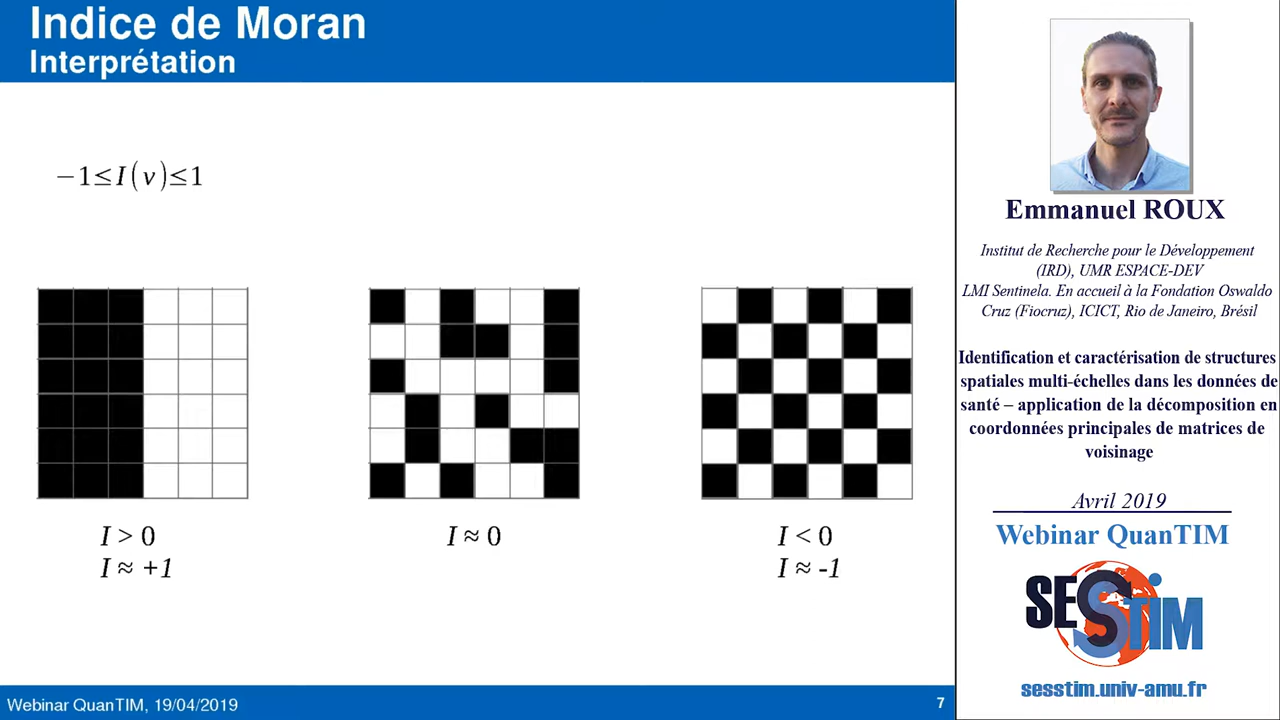 Indice de Moran
Interprétation
−1≤I(v)≤1
I > 0
I ≈ +1
I ≈ 0
I < 0
I ≈ -1
Webinar QuanTIM, 19/04/2019
7
Emmanuel ROUX
Institut de Recherche pour le Développement
(IRD), UMR ESPACE-DEV
LMI Sentinela. En accueil à la Fondation Oswaldo
Cruz (Fiocruz), ICICT, Rio de Janeiro, Brésil
Identification et caractérisation de structures
spatiales multi-échelles dans les données de
santé – application de la décomposition en
coordonnées principales de matrices de
voisinage
Avril 2019
Webinar QuanTIM
SESSTIM
sesstim.univ-amu.fr